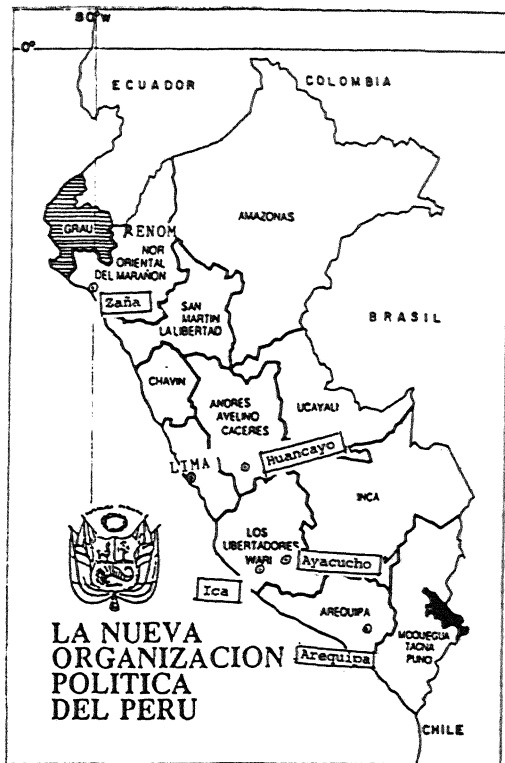 80°W
0°
ECUADOR
COLOMBIA
AMAZONAS
GRAU
RENOM
NOR
ORIENTAL
DEL MARAÑON
Zaña
SAN
MARTIN
LA LIBERTAD
BRASIL
CHAVIN
ANDRES
AVELINO
CACERES
UCAYALI
Huancayo
LIMA
INCA
LOS
LIBERTADORES
WARI
Ayacucho
Ica
AREQUIPA
MOQUEGUA
TACNA
PUNO
Arequipa
LA NUEVA
ORGANIZACION
POLITICA
DEL PERU
CHILE